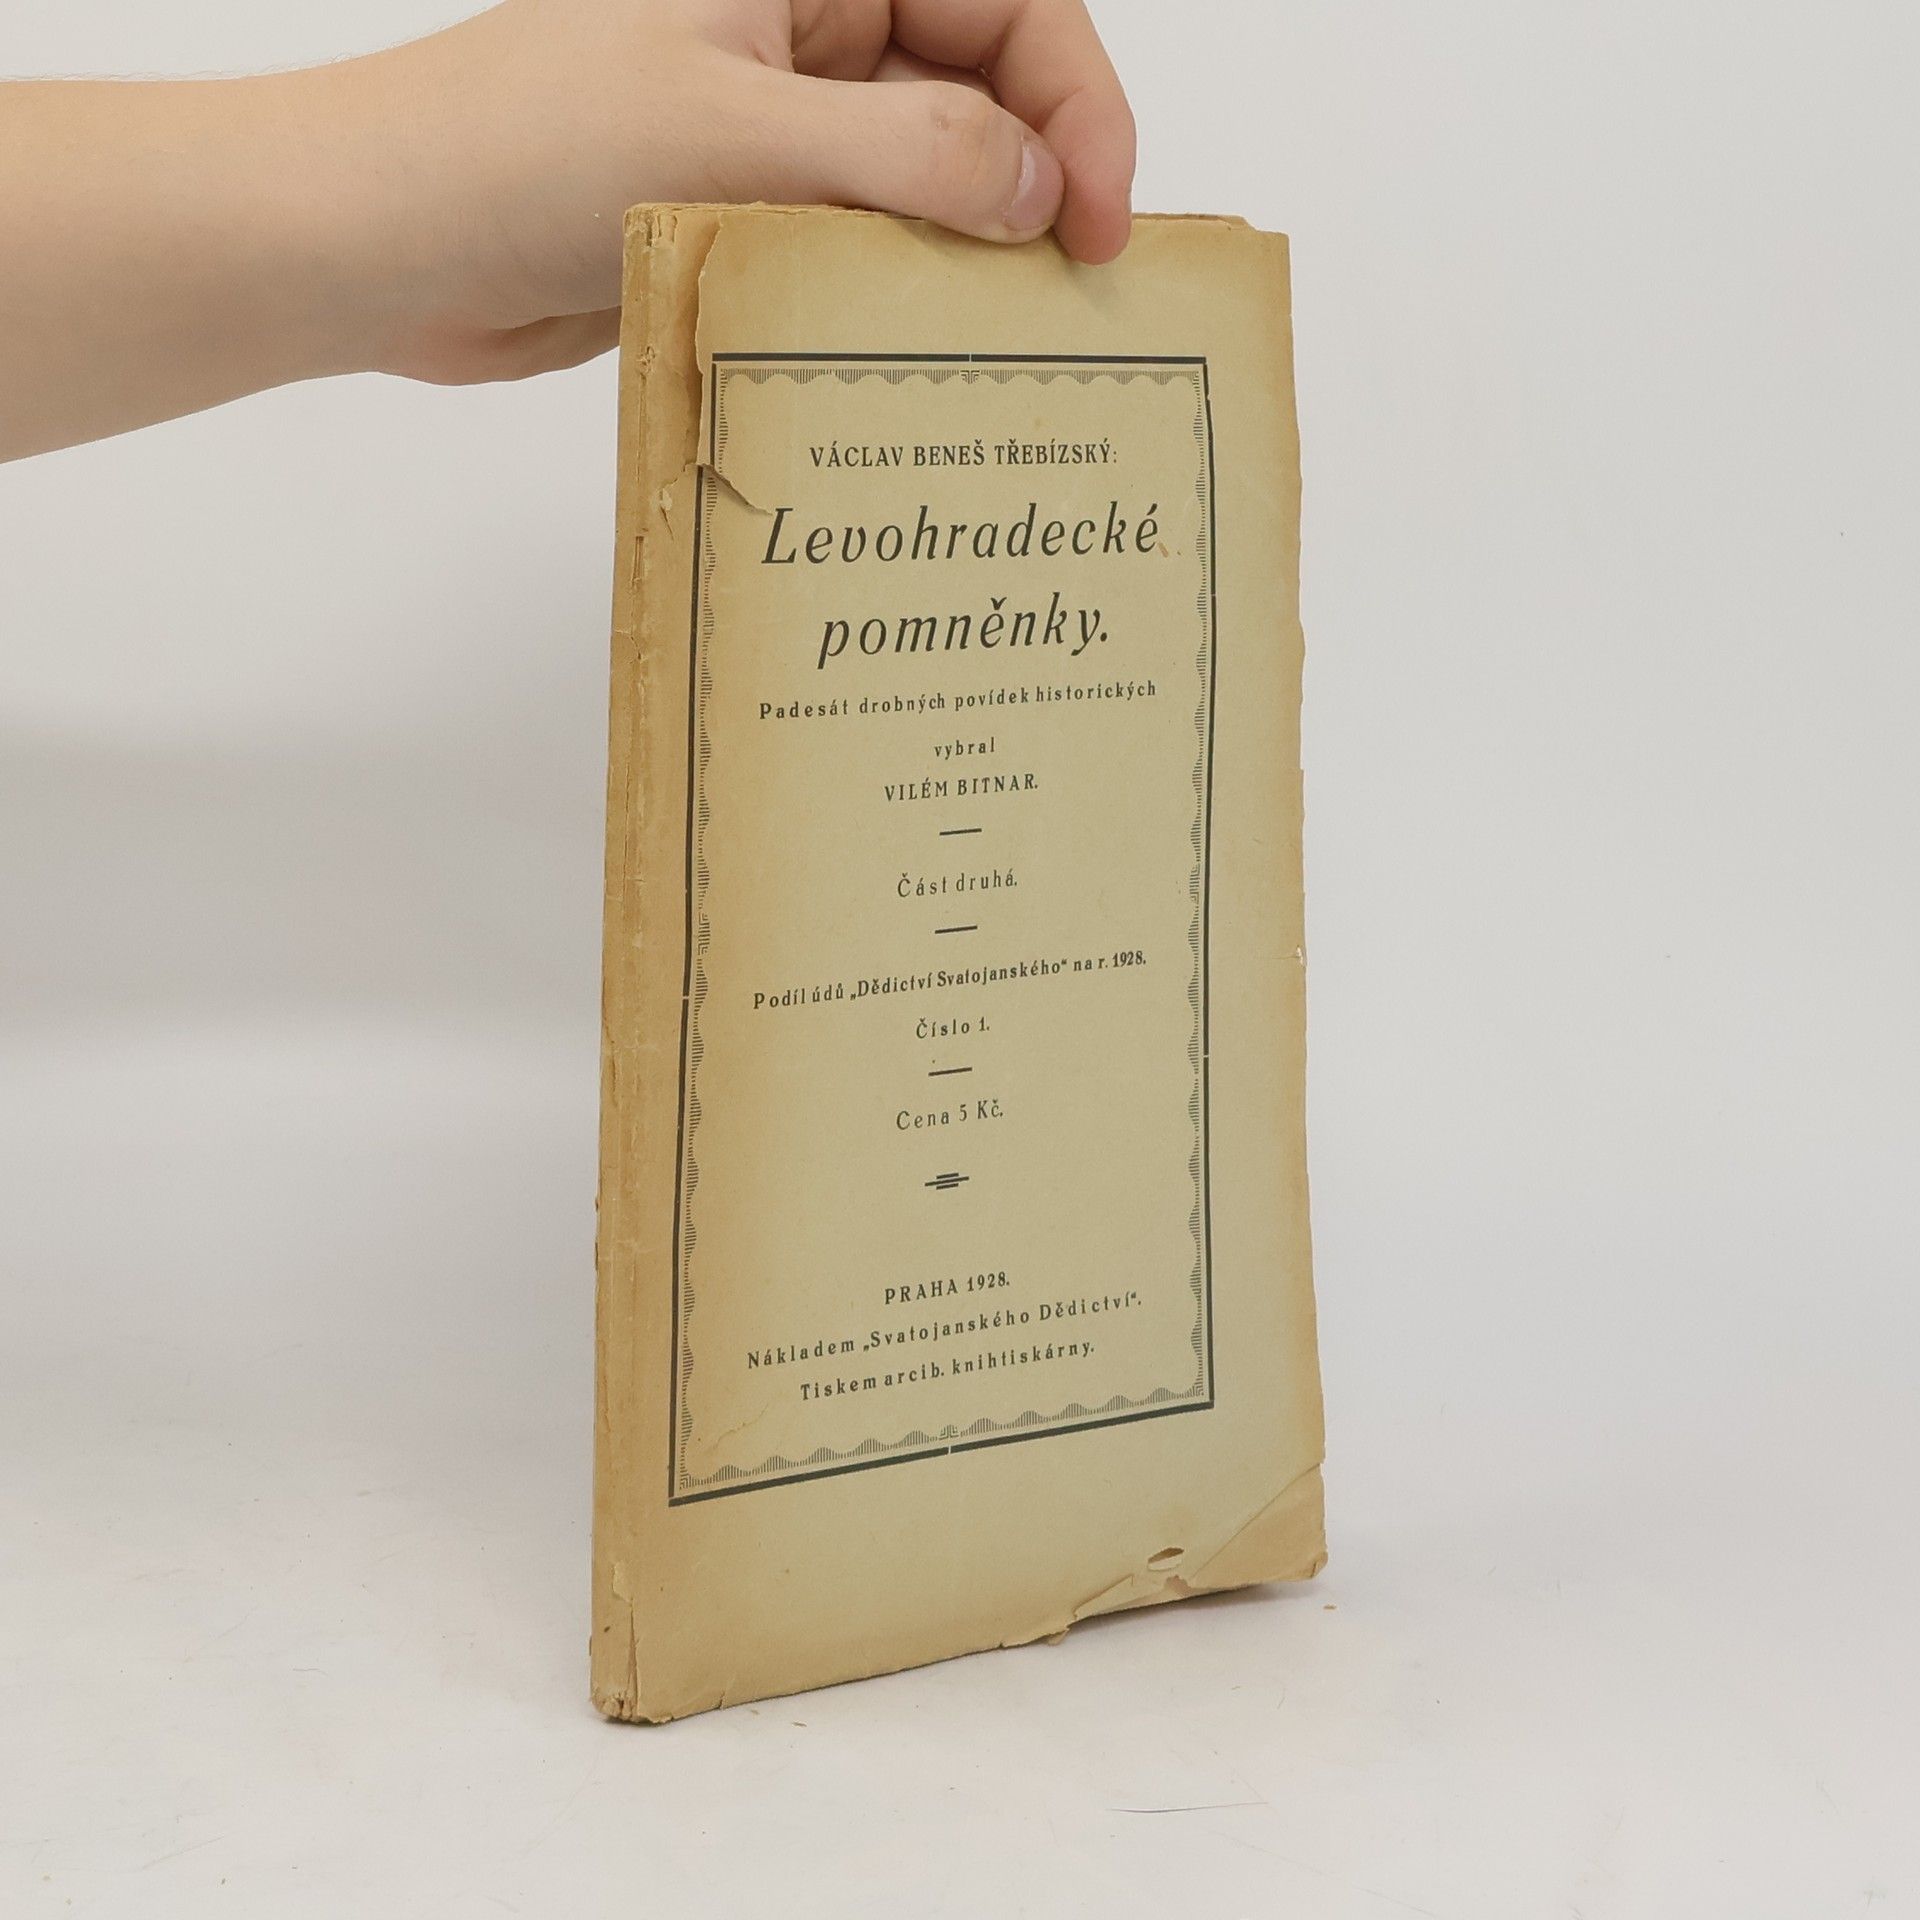 VÁCLAV BENEŠ TŘEBÍZSKÝ:
Levohradecké
pomněnky.
Padesát drobných povídek historických
vybral
VILÉM BITNAR.
Část druhá.
Podíl údů „Dědictví Svatojanského“ na r. 1928.
Číslo 1.
Cena 5 Kč.
PRAHA 1928.
Nákladem „Svatojanského Dědictví“.
Tiskem arcib. knihtiskárny.